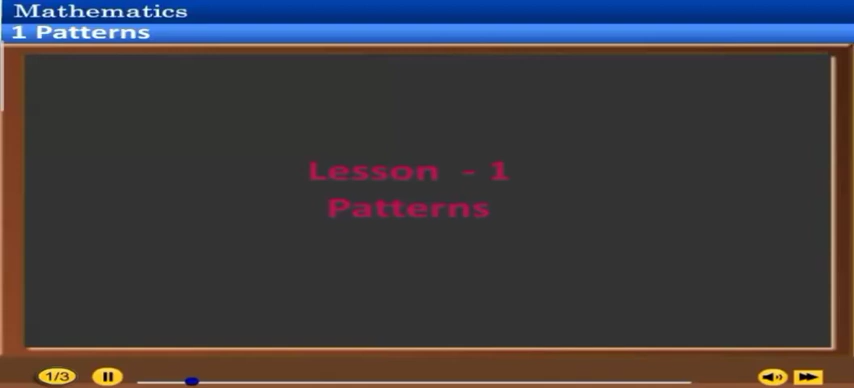 Mathematics
1 Patterns
Lesson - 1
Patterns
1/3